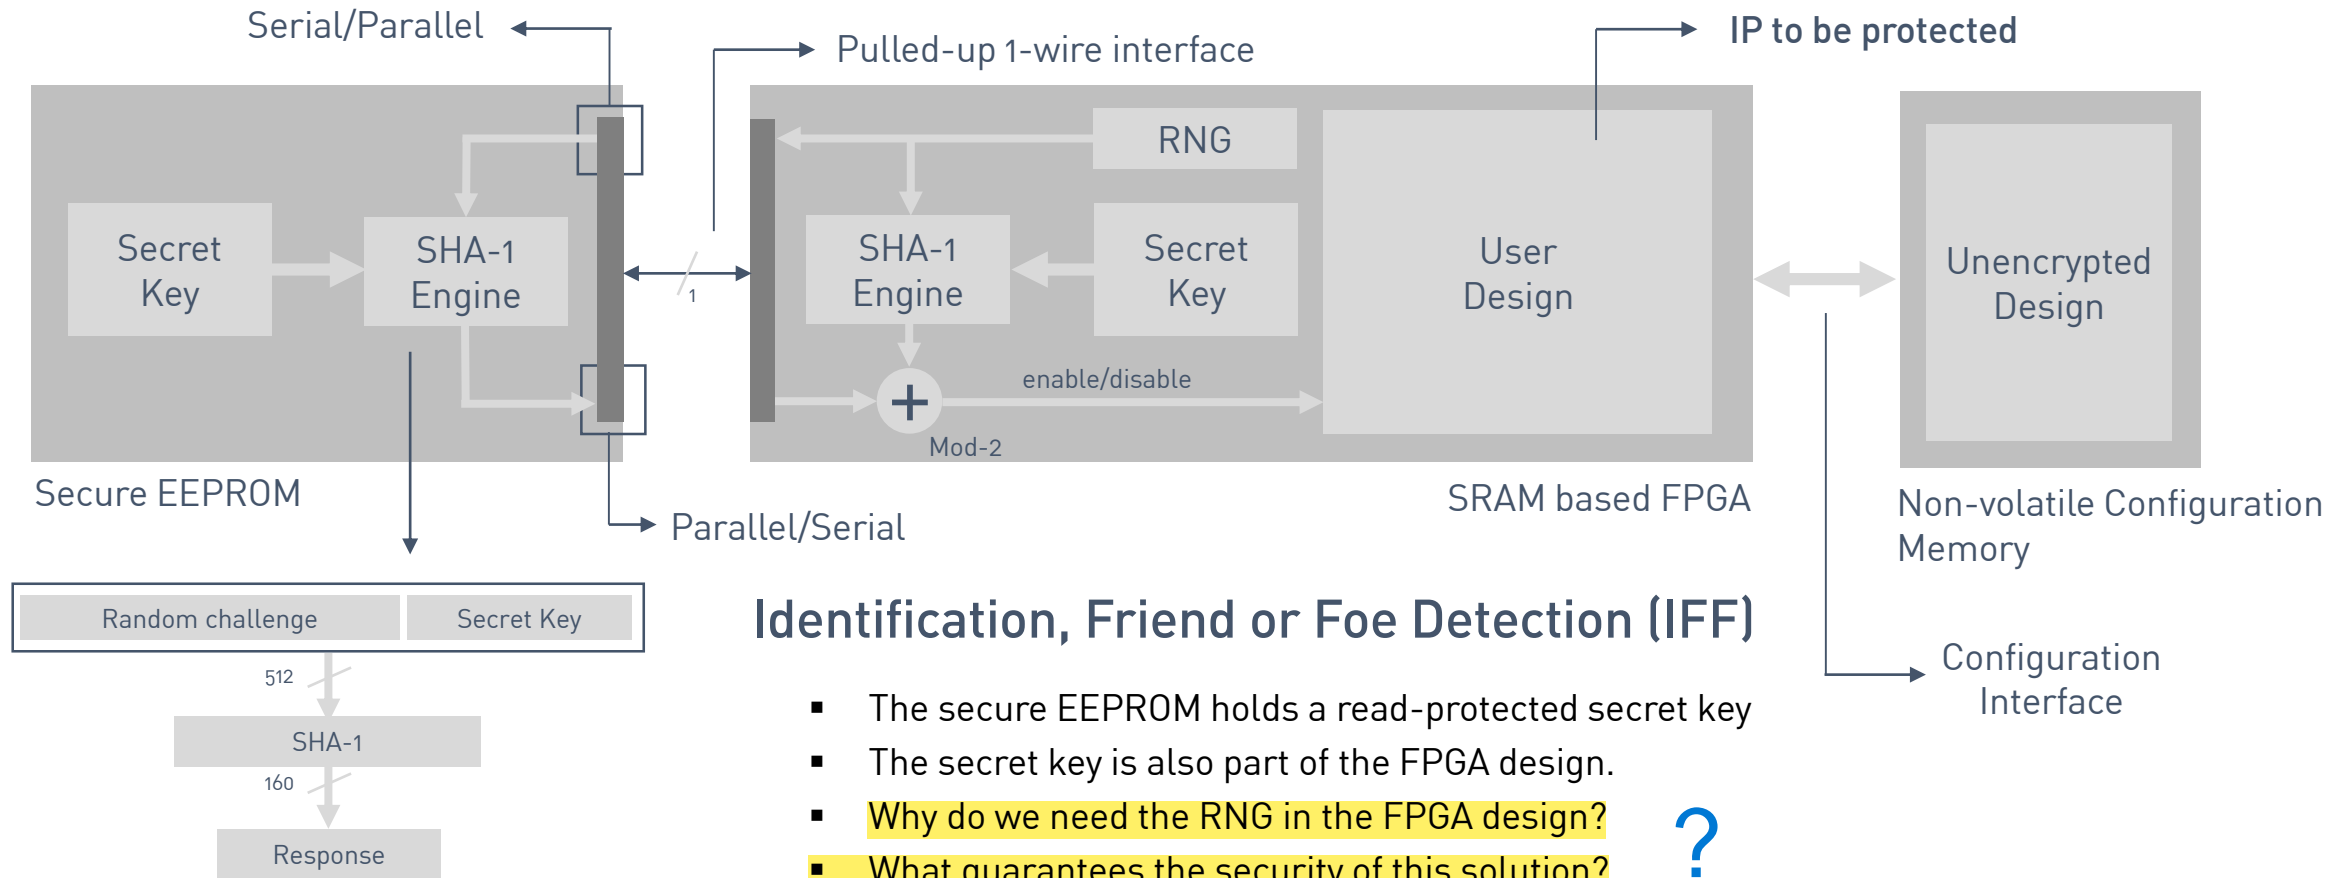 Serial/Parallel
Pulled-up 1-wire interface
IP to be protected
Secret
Key
SHA-1
Engine
1
RNG
SHA-1
Engine
Secret
Key
User
Design
Unencrypted
Design
+
enable/disable
Mod-2
Secure EEPROM
Parallel/Serial
SRAM based FPGA
Non-volatile Configuration
Memory
Configuration
Interface
Random challenge
Secret Key
512
SHA-1
160
Response
Identification, Friend or Foe Detection (IFF)
▪ The secure EEPROM holds a read-protected secret key
▪ The secret key is also part of the FPGA design.
▪ Why do we need the RNG in the FPGA design?
▪ What guarantees the security of this solution?
?